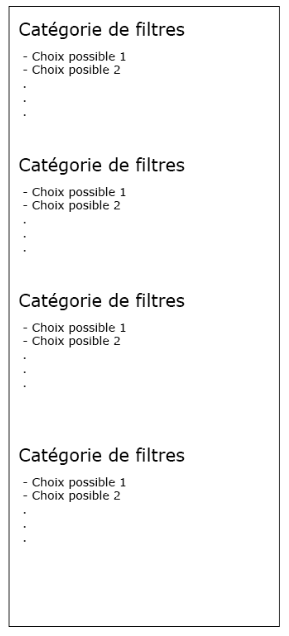 Catégorie de filtres
- Choix possible 1
- Choix posible 2
.
.
.
Catégorie de filtres
- Choix possible 1
- Choix posible 2
.
.
.
Catégorie de filtres
- Choix possible 1
- Choix posible 2
.
.
.
Catégorie de filtres
- Choix possible 1
- Choix posible 2
.
.
.